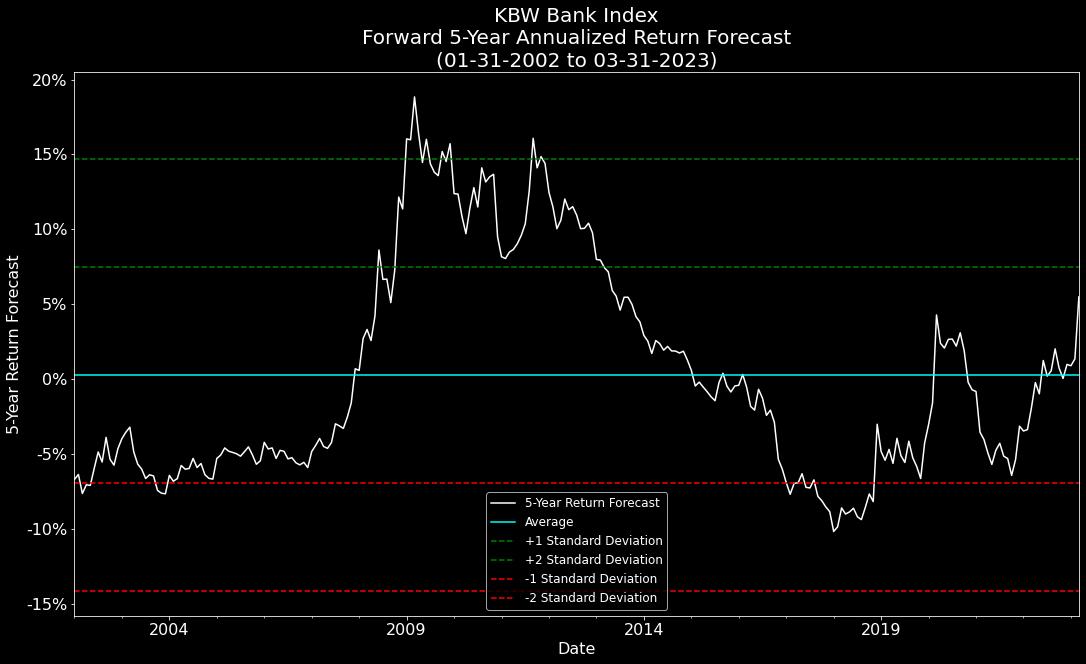 KBW Bank Index
Forward 5-Year Annualized Return Forecast
(01-31-2002 to 03-31-2023)
20%
15%
10%
5%
0%
-5%
-10%
-15%
5-Year Return Forecast
5-Year Return Forecast
Average
+1 Standard Deviation
+2 Standard Deviation
-1 Standard Deviation
-2 Standard Deviation
2004 2009 2014 2019
Date